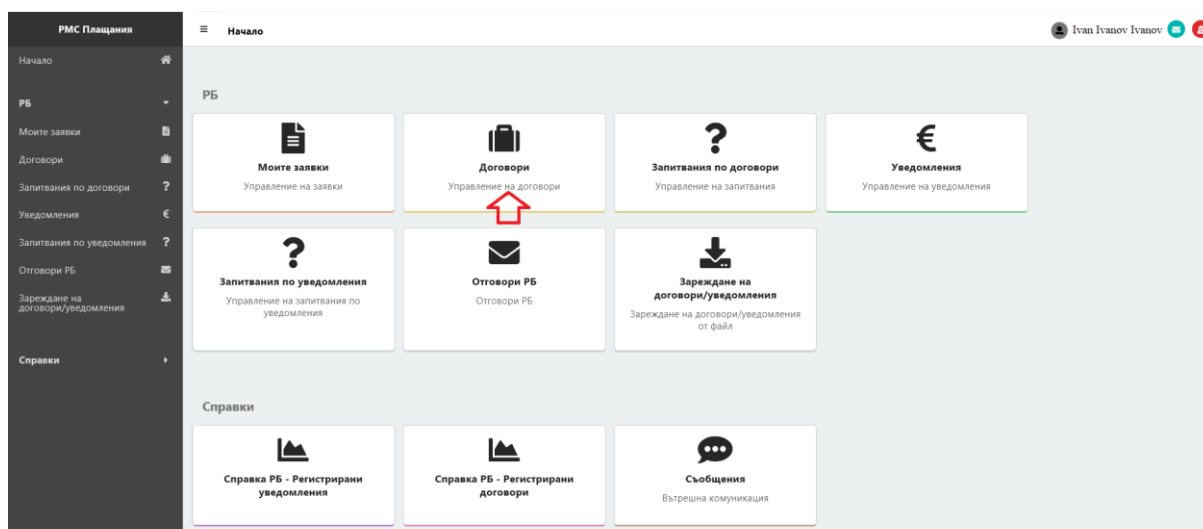 РМС Плащания
Начало
РБ
Моите заявки
Договори
Запитвания по договори
Уведомления
Запитвания по уведомления
Отговори РБ
Зареждане на
договори/уведомления
Справки
Начало
Ivan Ivanov Ivanov
РБ
Моите заявки
Управление на заявки
Договори
Управление на договори
Запитвания по договори
Управление на запитвания
Уведомления
Управление на уведомления
Запитвания по уведомления
Управление на запитвания по
уведомления
Отговори РБ
Отговори РБ
Зареждане на
договори/уведомления
Зареждане на договори/уведомления
от файл
Справки
Справка РБ - Регистрирани
уведомления
Справка РБ - Регистрирани
договори
Съобщения
Вътрешна комуникация